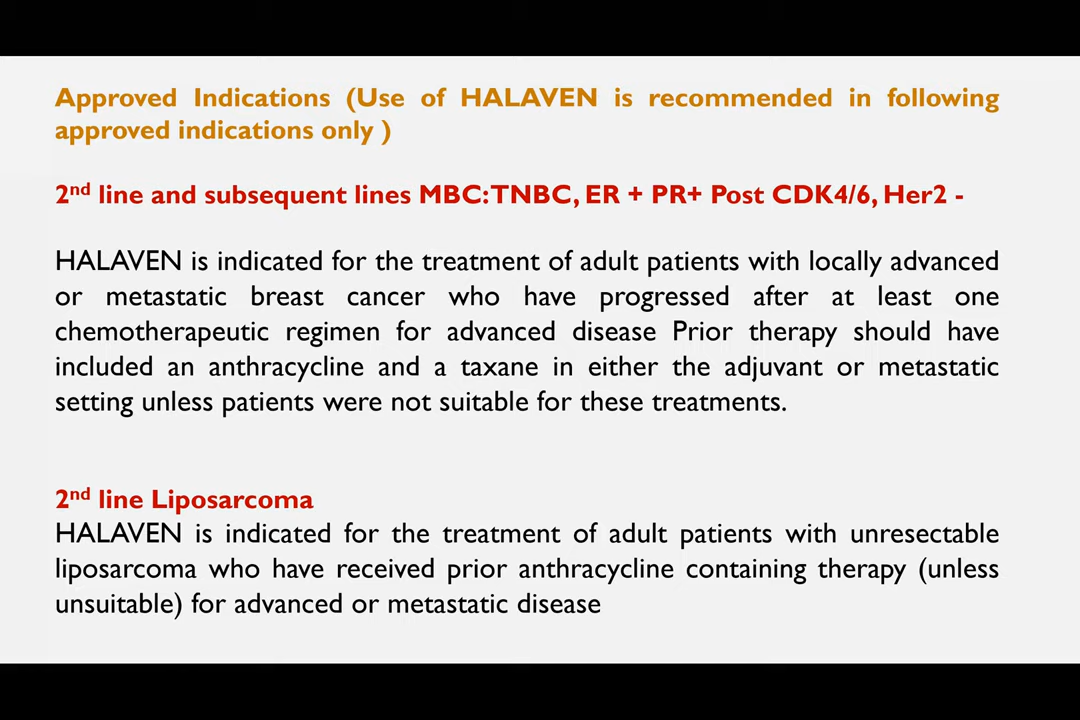 Approved Indications (Use of HALAVEN is recommended in following
approved indications only )
2nd line and subsequent lines MBC: TNBC, ER + PR+ Post CDK4/6, Her2 -
HALAVEN is indicated for the treatment of adult patients with locally advanced
or metastatic breast cancer who have progressed after at least one
chemotherapeutic regimen for advanced disease Prior therapy should have
included an anthracycline and a taxane in either the adjuvant or metastatic
setting unless patients were not suitable for these treatments.
2nd line Liposarcoma
HALAVEN is indicated for the treatment of adult patients with unresectable
liposarcoma who have received prior anthracycline containing therapy (unless
unsuitable) for advanced or metastatic disease